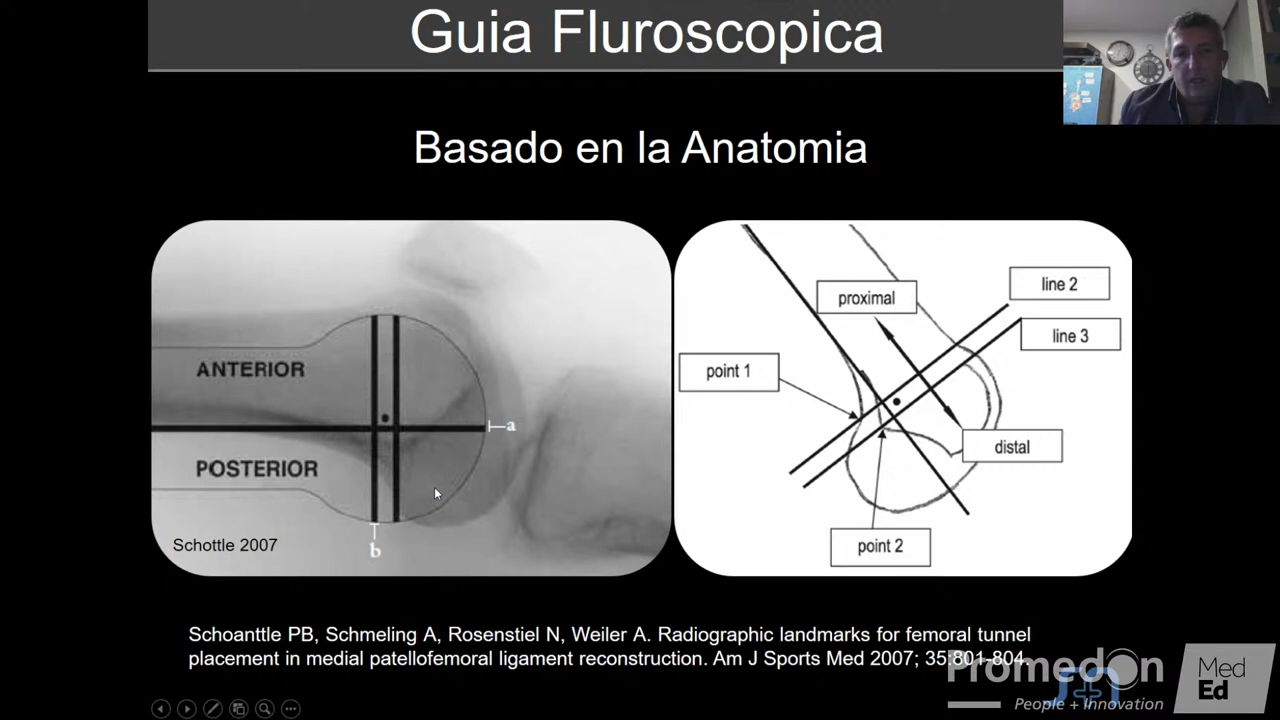 Guia Fluroscopica
Basado en la Anatomia
ANTERIOR
POSTERIOR
a
b
Schottle 2007
proximal
line 2
line 3
point 1
distal
point 2
Schoanttle PB, Schmeling A, Rosenstiel N, Weiler A. Radiographic landmarks for femoral tunnel
placement in medial patellofemoral ligament reconstruction. Am J Sports Med 2007; 35:801-804.
Promedon
People + Innovation
Med
Ed